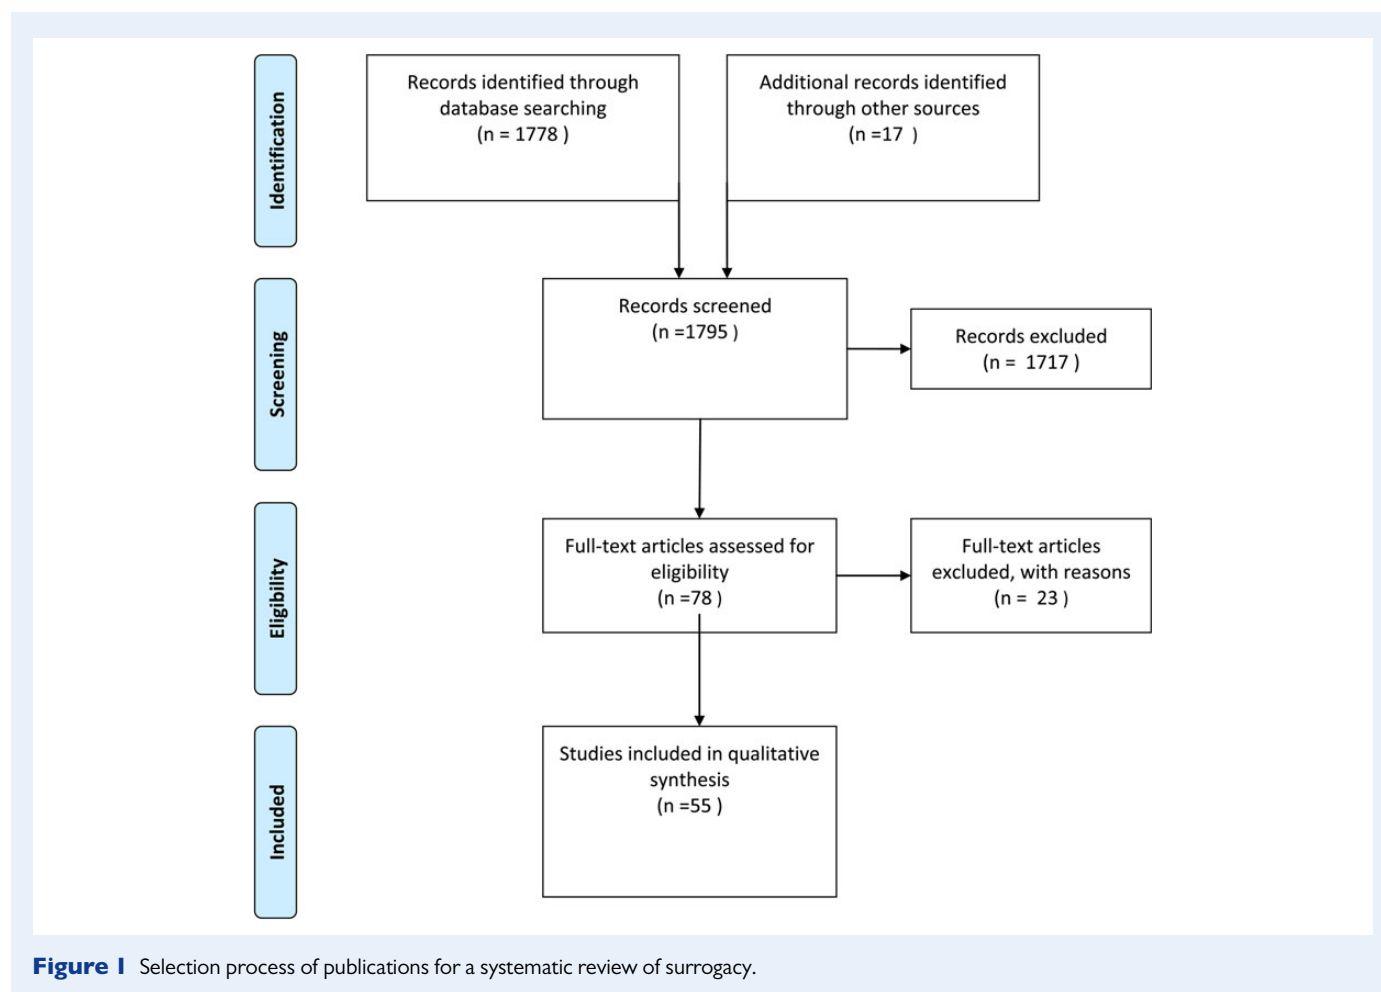 Identification
Records identified through
database searching
(n = 1778 )
Additional records identified
through other sources
(n =17  )
Screening
Records screened
(n =1795 )
Records excluded
(n =  1717 )
Eligibility
Full-text articles assessed for
eligibility
(n =78 )
Full-text articles
excluded, with reasons
(n =  23 )
Included
Studies included in qualitative
synthesis
(n =55 )
Figure 1 Selection process of publications for a systematic review of surrogacy.